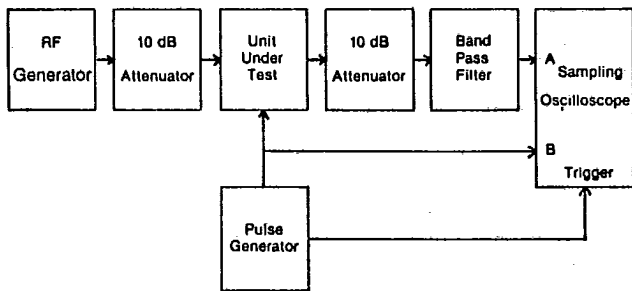 RF
Generator
10 dB
Attenuator
Unit
Under
Test
10 dB
Attenuator
Band
Pass
Filter
A
Sampling
Oscilloscope
B
Trigger
Pulse
Generator